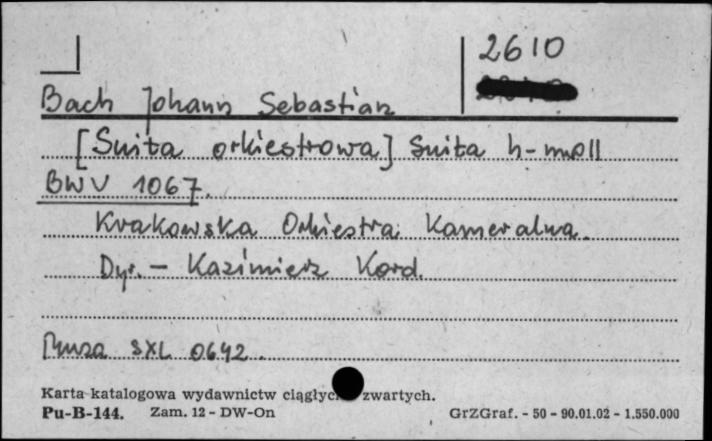 2610
Bach Johann Sebastian
[Suita orkiestrowa] Suita h-moll
BWV 1067.
Krakowska Orkiestra Kameralna.
Dyr. - Kazimierz Kord.
Muza SXL 0642.
Karta katalogowa wydawnictw ciągłych zwartych.
Pu-B-144. Zam. 12 - DW-On GrZGraf. - 50 - 90.01.02 - 1.550.000